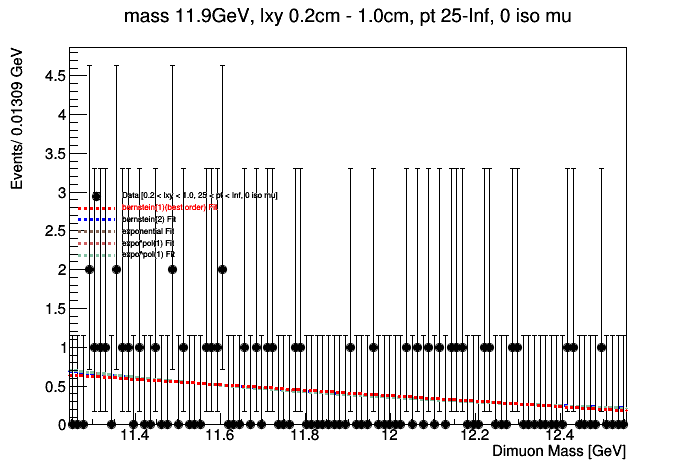 mass 11.9GeV, lxy 0.2cm - 1.0cm, pt 25-Inf, 0 iso mu
Events/ 0.01309 GeV
4.5
4
3.5
3
2.5
2
1.5
1
0.5
0
Data [0.2 < lxy < 1.0, 25 < pt < Inf, 0 iso mu]
bernstein(1)(best order) Fit
bernstein(2) Fit
exponential Fit
expo*pol(1) Fit
expo*pol(1) Fit
11.4 11.6 11.8 12 12.2 12.4
Dimuon Mass [GeV]